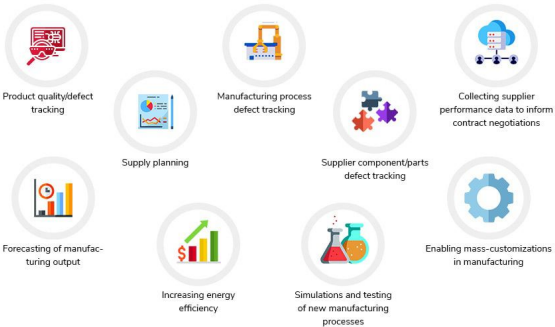 Product quality/defect
tracking
Manufacturing process
defect tracking
Collecting supplier
performance data to inform
contract negotiations
Supply planning
Supplier component/parts
defect tracking
Forecasting of manufac-
turing output
Enabling mass-customizations
in manufacturing
$
Increasing energy
efficiency
Simulations and testing
of new manufacturing
processes